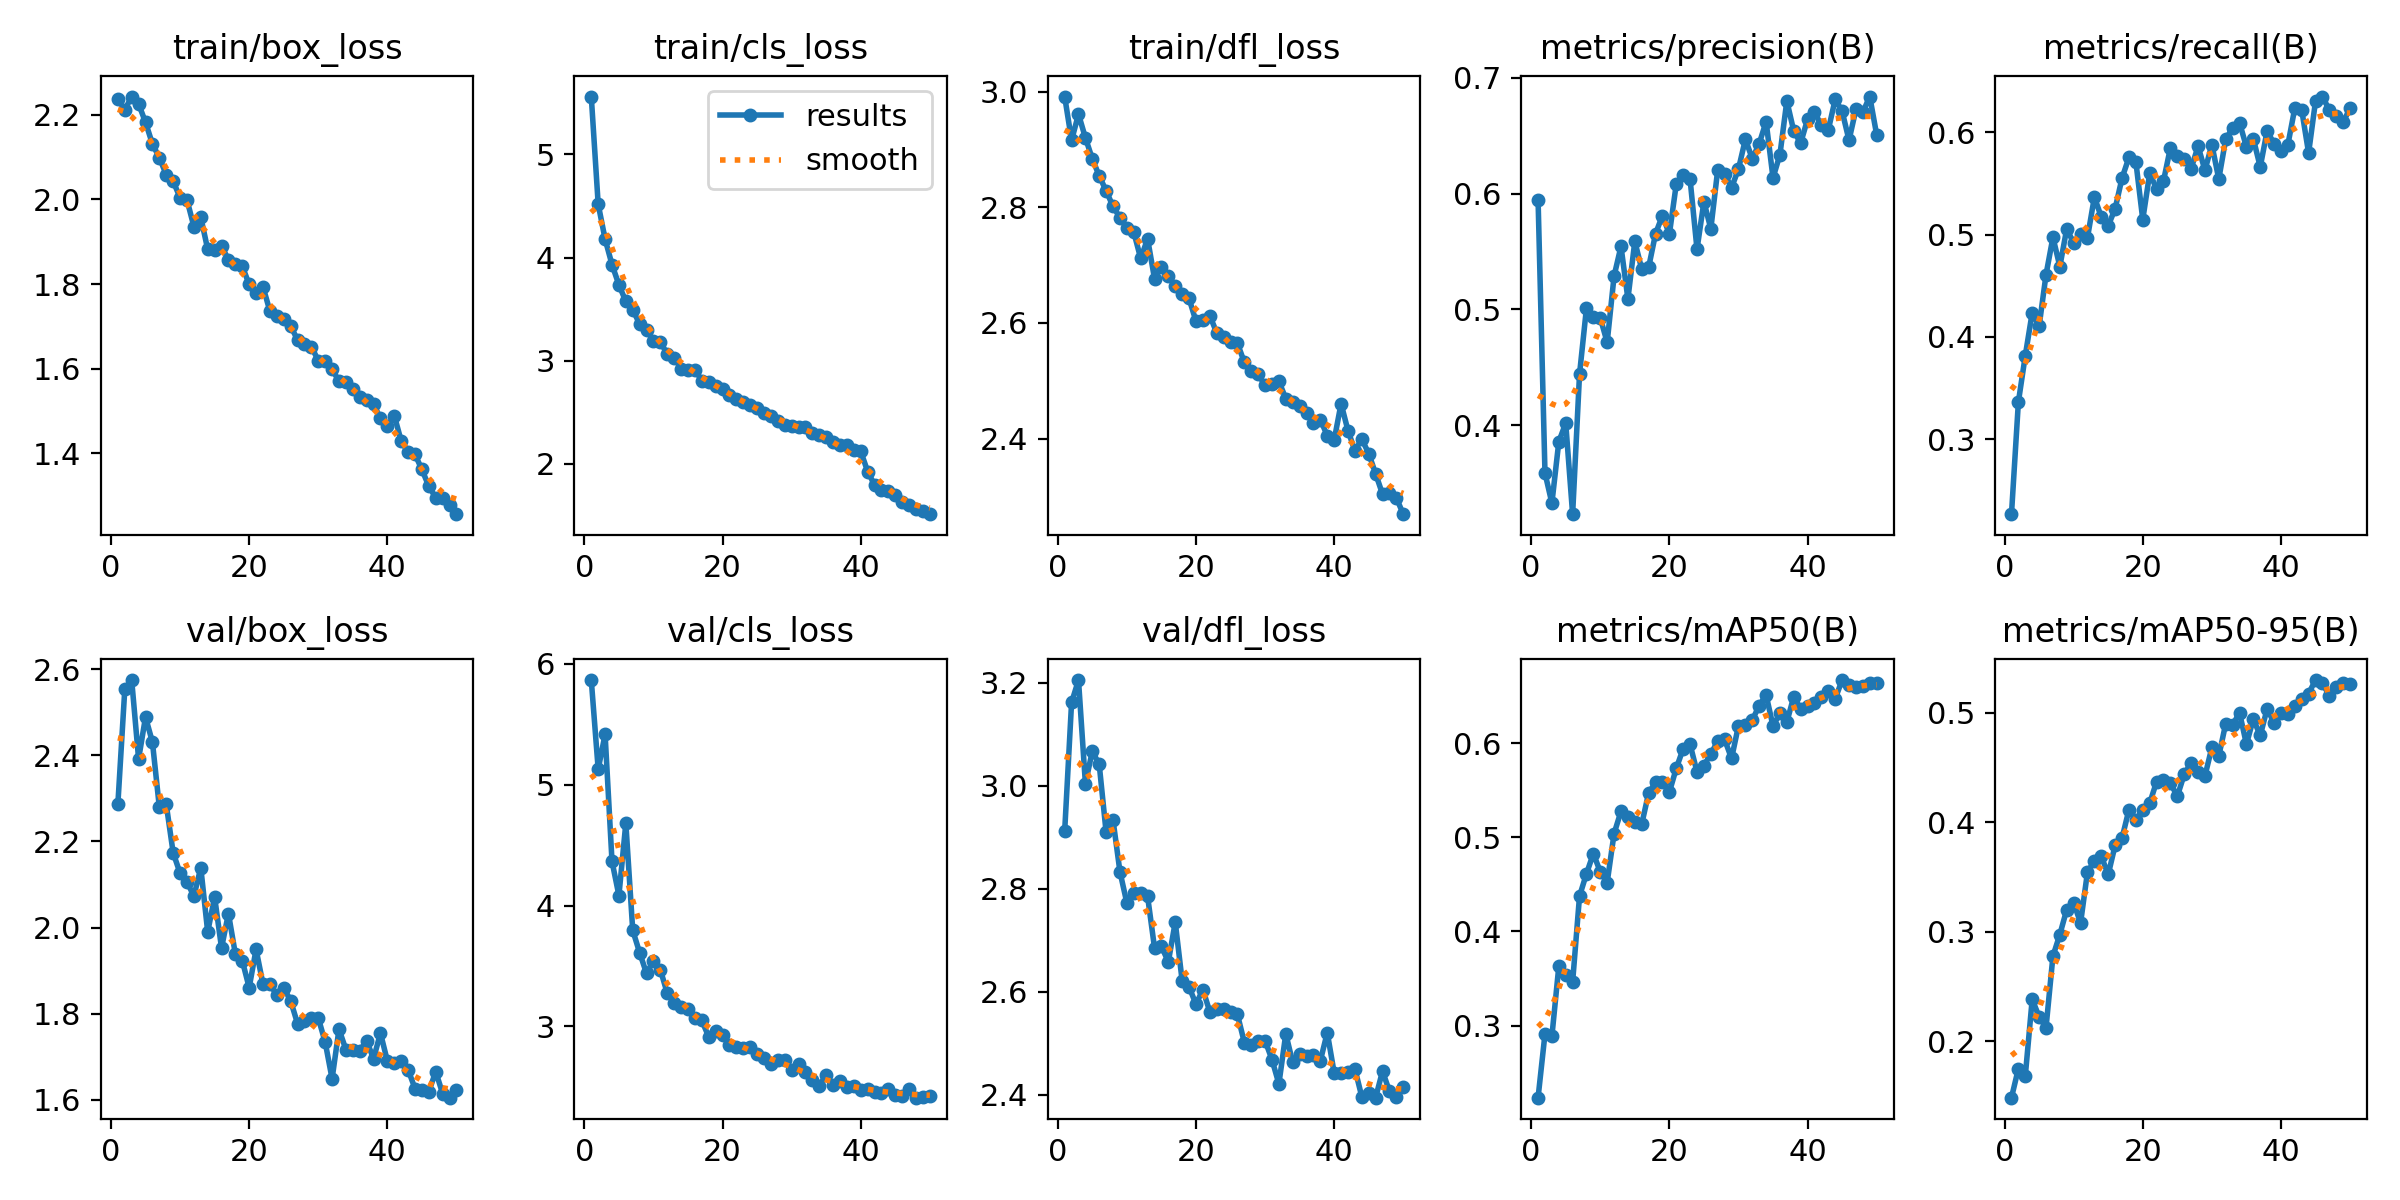 train/box_loss
2.2
2.0
1.8
1.6
1.4
0 20 40
train/cls_loss
results
smooth
5
4
3
2
0 20 40
train/dfl_loss
3.0
2.8
2.6
2.4
0 20 40
metrics/precision(B)
0.7
0.6
0.5
0.4
0 20 40
metrics/recall(B)
0.6
0.5
0.4
0.3
0 20 40
val/box_loss
2.6
2.4
2.2
2.0
1.8
1.6
0 20 40
val/cls_loss
6
5
4
3
0 20 40
val/dfl_loss
3.2
3.0
2.8
2.6
2.4
0 20 40
metrics/mAP50(B)
0.6
0.5
0.4
0.3
0 20 40
metrics/mAP50-95(B)
0.5
0.4
0.3
0.2
0 20 40